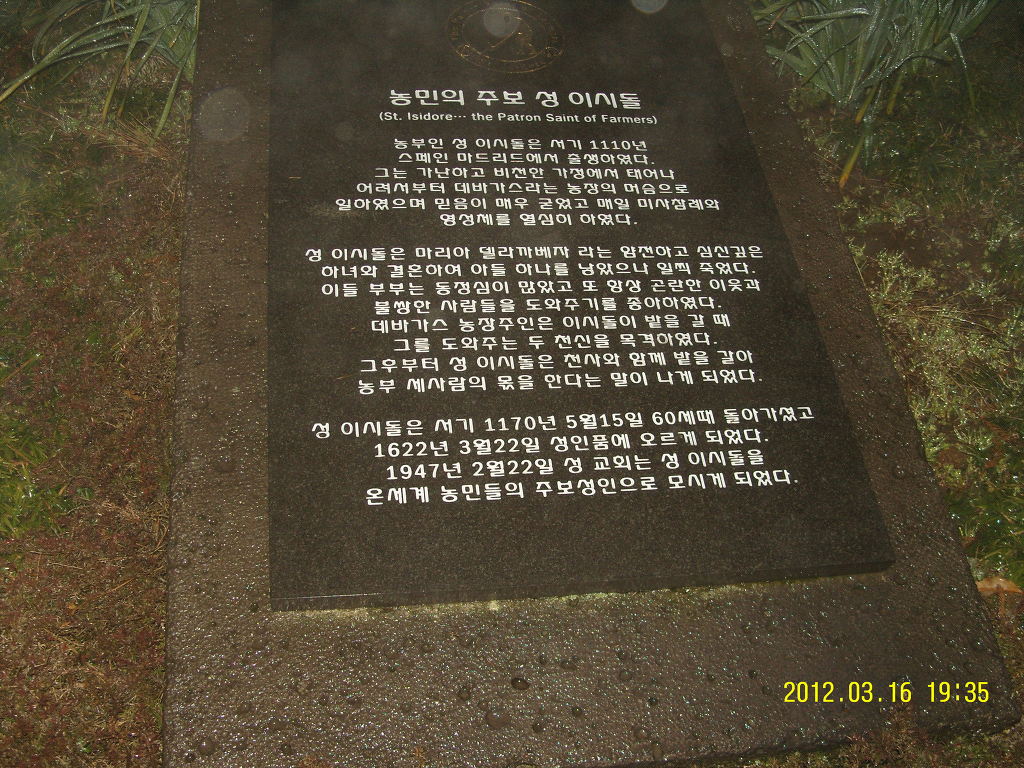 농민의 주보 성 이시돌
(St. Isidore··· the Patron Saint of Farmers)
농부인 성 이시돌은 서기 1110년
스페인 마드리드에서 출생하였다.
그는 가난하고 비천한 가정에서 태어나
어려서부터 데바가스라는 농장의 머슴으로
일하였으며 믿음이 매우 굳었고 매일 미사참례와
영성체를 열심히 하였다.
성 이시돌은 마리아 델라까베자 라는 얌전하고 심신깊은
하녀와 결혼하여 아들 하나를 낳았으나 일찍 죽었다.
이들 부부는 동정심이 많았고 또 항상 곤란한 이웃과
불쌍한 사람들을 도와주기를 좋아하였다.
데바가스 농장주인은 이시돌이 밭을 갈 때
그를 도와주는 두 천신을 목격하였다.
그후부터 성 이시돌은 천사와 함께 밭을 갈아
농부 세사람의 몫을 한다는 말이 나게 되었다.
성 이시돌은 서기 1170년 5월15일 60세때 돌아가셨고
1622년 3월22일 성인품에 오르게 되었다.
1947년 2월22일 성 교회는 성 이시돌을
온세계 농민들의 주보성인으로 모시게 되었다.
2012.03.16 19:35